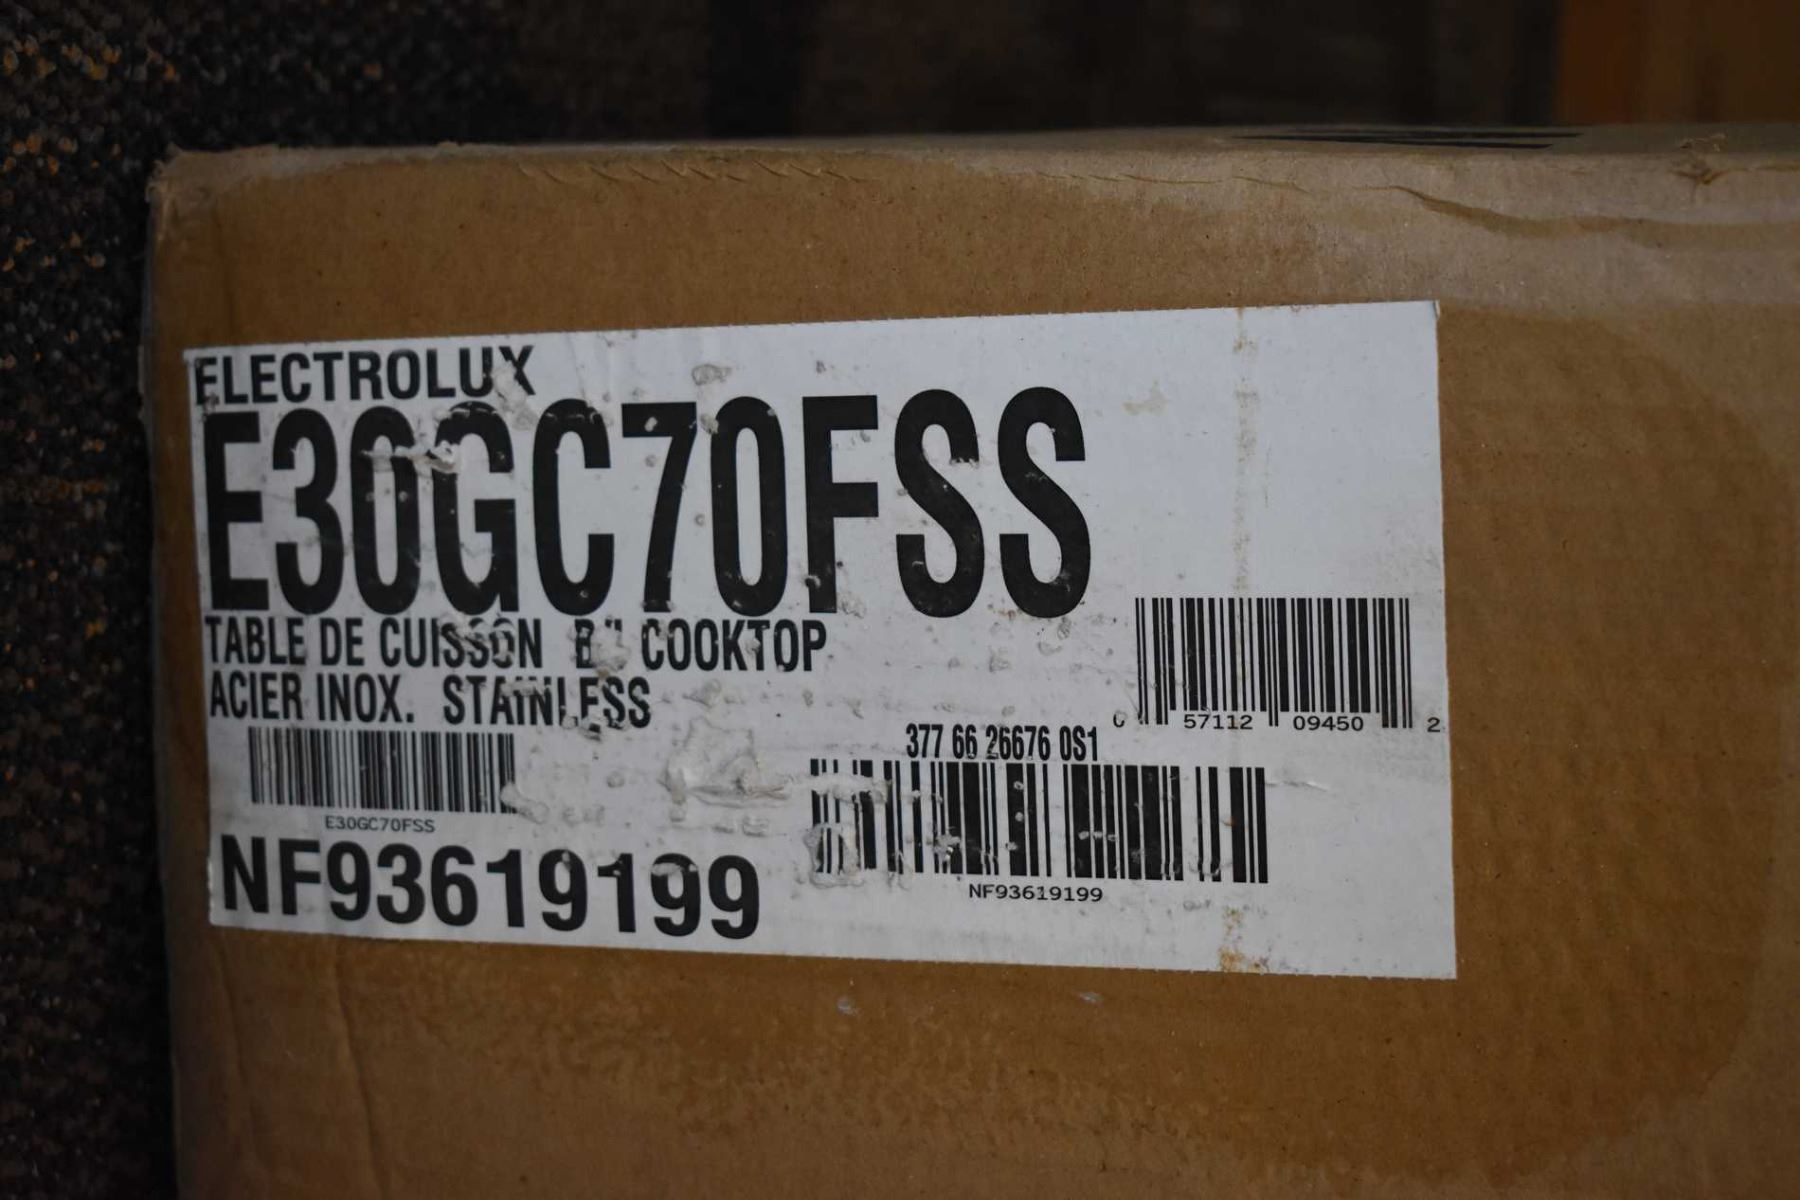 ELECTROLUX
E30GC70FSS
TABLE DE CUISSON COOKTOP
ACIER INOX. STAINLESS
0 57112 09450 2
377 66 26676 0S1
E30GC70FSS
NF93619199
NF93619199